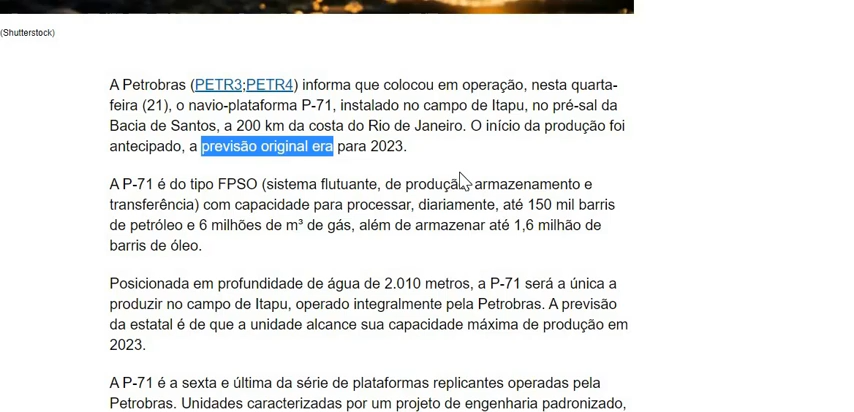 (Shutterstock)
A Petrobras (PETR3;PETR4) informa que colocou em operação, nesta quarta-
feira (21), o navio-plataforma P-71, instalado no campo de Itapu, no pré-sal da
Bacia de Santos, a 200 km da costa do Rio de Janeiro. O início da produção foi
antecipado, a previsão original era para 2023.
A P-71 é do tipo FPSO (sistema flutuante, de produção, armazenamento e
transferência) com capacidade para processar, diariamente, até 150 mil barris
de petróleo e 6 milhões de m³ de gás, além de armazenar até 1,6 milhão de
barris de óleo.
Posicionada em profundidade de água de 2.010 metros, a P-71 será a única a
produzir no campo de Itapu, operado integralmente pela Petrobras. A previsão
da estatal é de que a unidade alcance sua capacidade máxima de produção em
2023.
A P-71 é a sexta e última da série de plataformas replicantes operadas pela
Petrobras. Unidades caracterizadas por um projeto de engenharia padronizado,